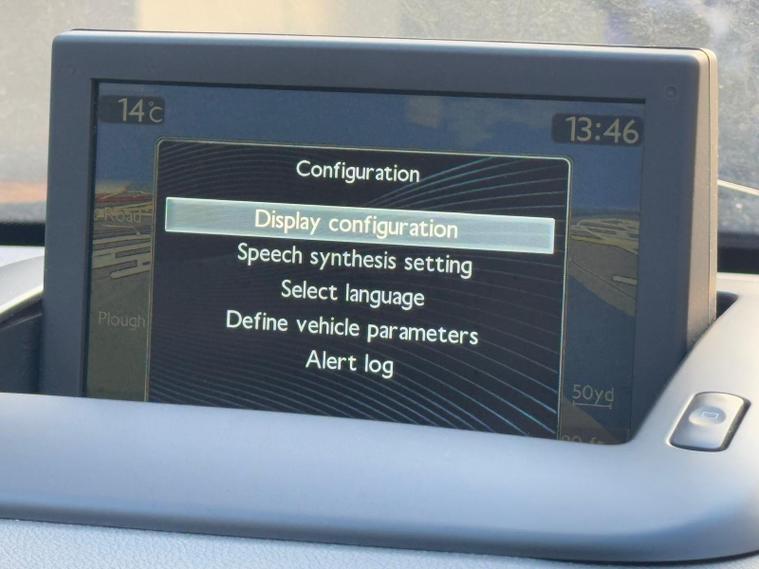 14°C
13:46
Configuration
Road
Display configuration
Speech synthesis setting
Select language
Plough
Define vehicle parameters
Alert log
50yd